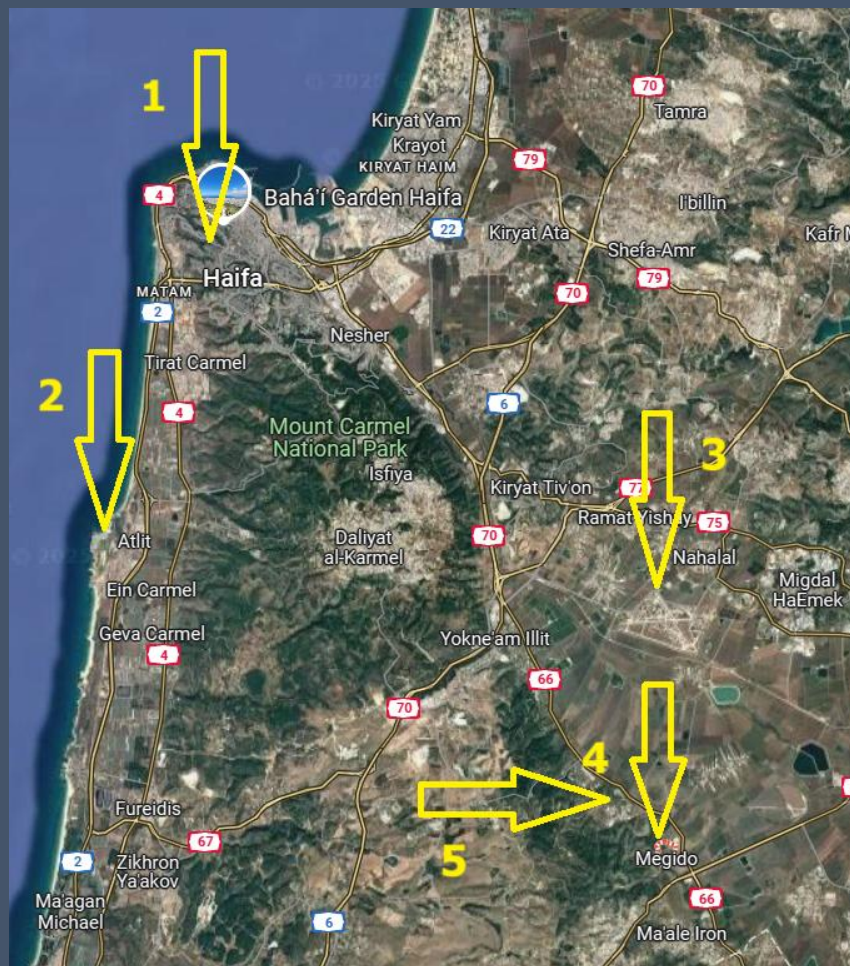 1
© 2025
70
Tamra
Kiryat Yam
Krayot
KIRYAT HAIM
79
4
Bahá'í Garden Haifa
I'billin
22
Kiryat Ata
Kafr
Shefa-Amr
Haifa
MATAM
79
70
2
Nesher
Tirat Carmel
2
6
4
Mount Carmel
National Park
3
Isfiya
Kiryat Tiv'on
Ramat Yishay
75
70
Daliyat
al-Karmel
Atlit
Nahalal
Migdal
HaEmek
Ein Carmel
Geva Carmel
Yokne'am Illit
4
66
70
4
5
Fureidis
67
Zikhron
Ya'akov
2
Megido
66
Ma'agan
Michael
6
Ma'ale Iron